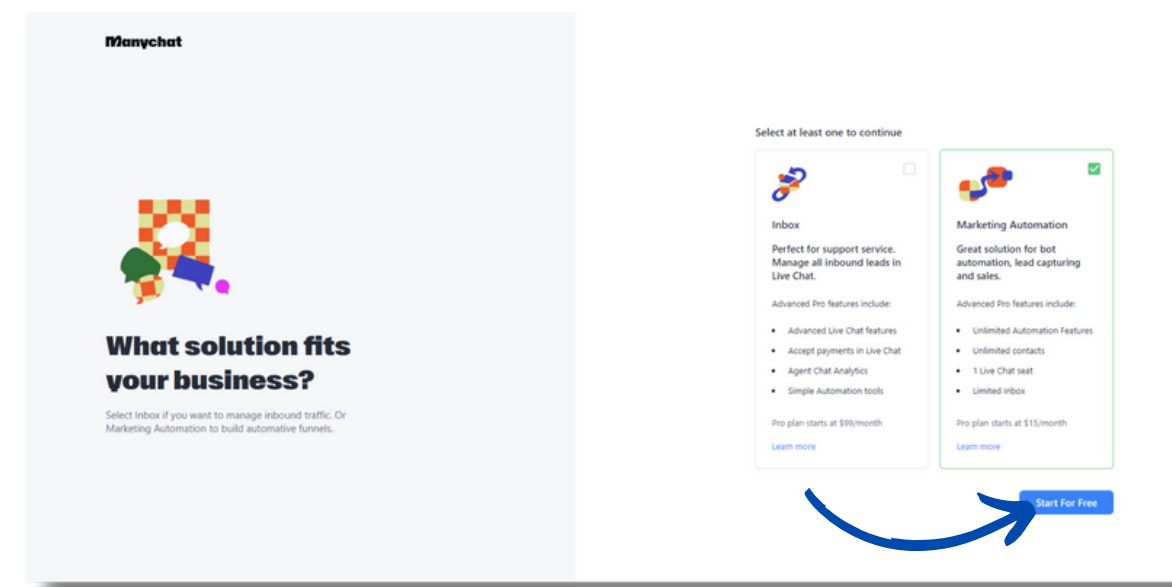 Manychat
What solution fits
your business?
Select Inbox if you want to manage inbound traffic. Or
Marketing Automation to build automative funnels.
Select at least one to continue
Inbox
Perfect for support service.
Manage all inbound leads in
Live Chat.
Advanced Pro features include:
• Advanced Live Chat features
• Accept payments in Live Chat
• Agent Chat Analytics
• Simple Automation tools
Pro plan starts at $99/month
Learn more
Marketing Automation
Great solution for bot
automation, lead capturing
and sales.
Advanced Pro features include:
• Unlimited Automation Features
• Unlimited contacts
• 1 Live Chat seat
• Limited Inbox
Pro plan starts at $15/month
Learn more
Start For Free